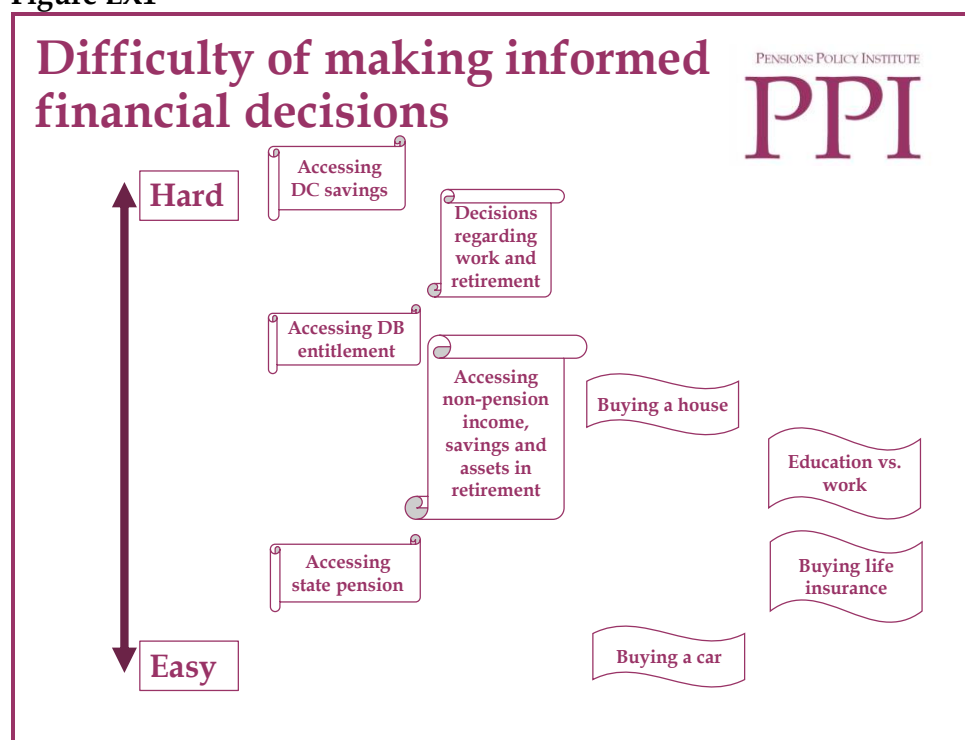 Figure EX1
Difficulty of making informed
financial decisions
PENSIONS POLICY INSTITUTE
PPI
Hard
Accessing
DC savings
Decisions
regarding
work and
retirement
Accessing DB
entitlement
Accessing
non-pension
income,
savings and
assets in
retirement
Buying a house
Education vs.
work
Accessing
state pension
Buying life
insurance
Easy
Buying a car